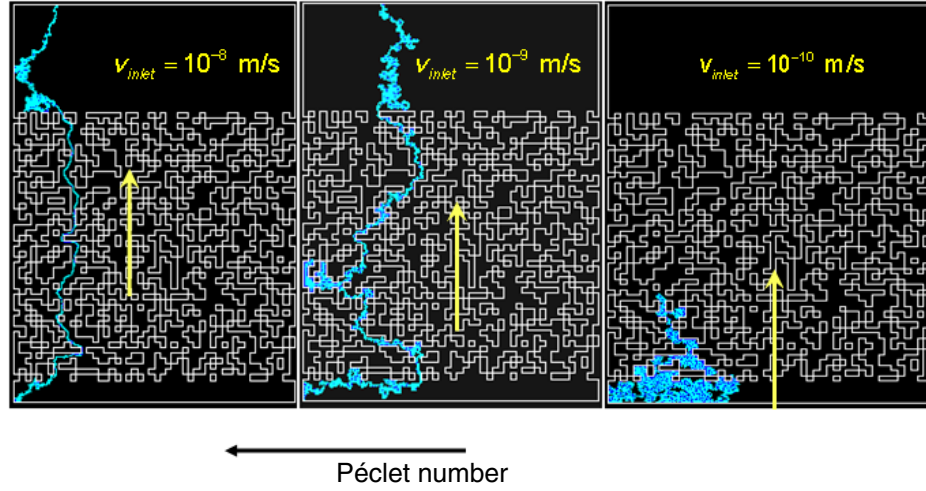 v_inlet = 10⁻⁸ m/s
v_inlet = 10⁻⁹ m/s
v_inlet = 10⁻¹⁰ m/s
Péclet number